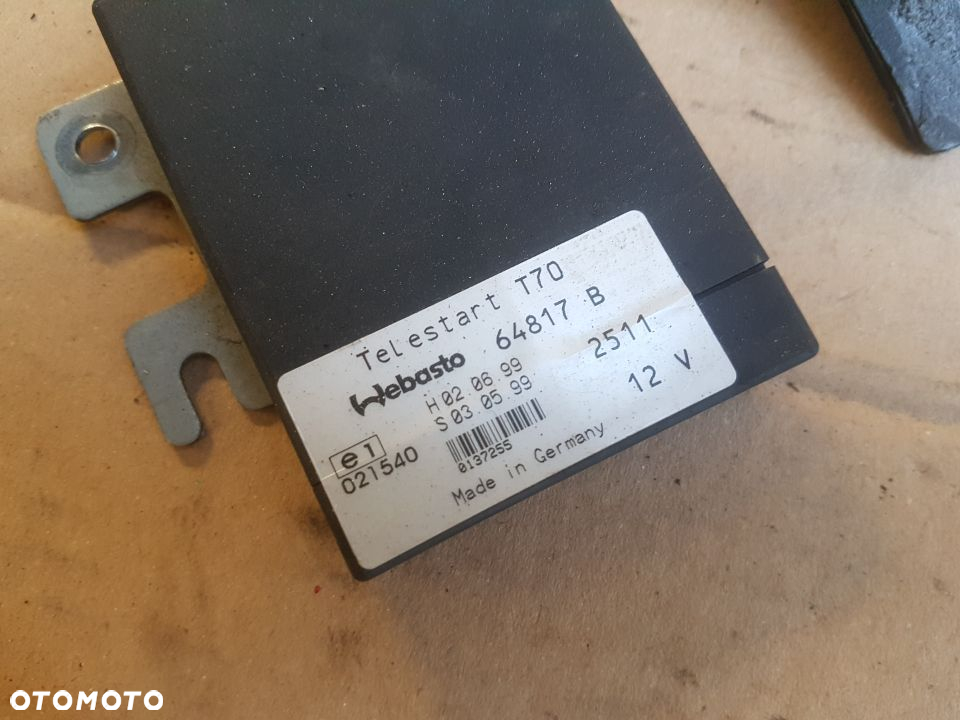 Telestart T70
Webasto 64817 B
H 02 06 99 2511
S 03 05 99 12 V
e1
021540
0137255
Made in Germany
OTOMOTO